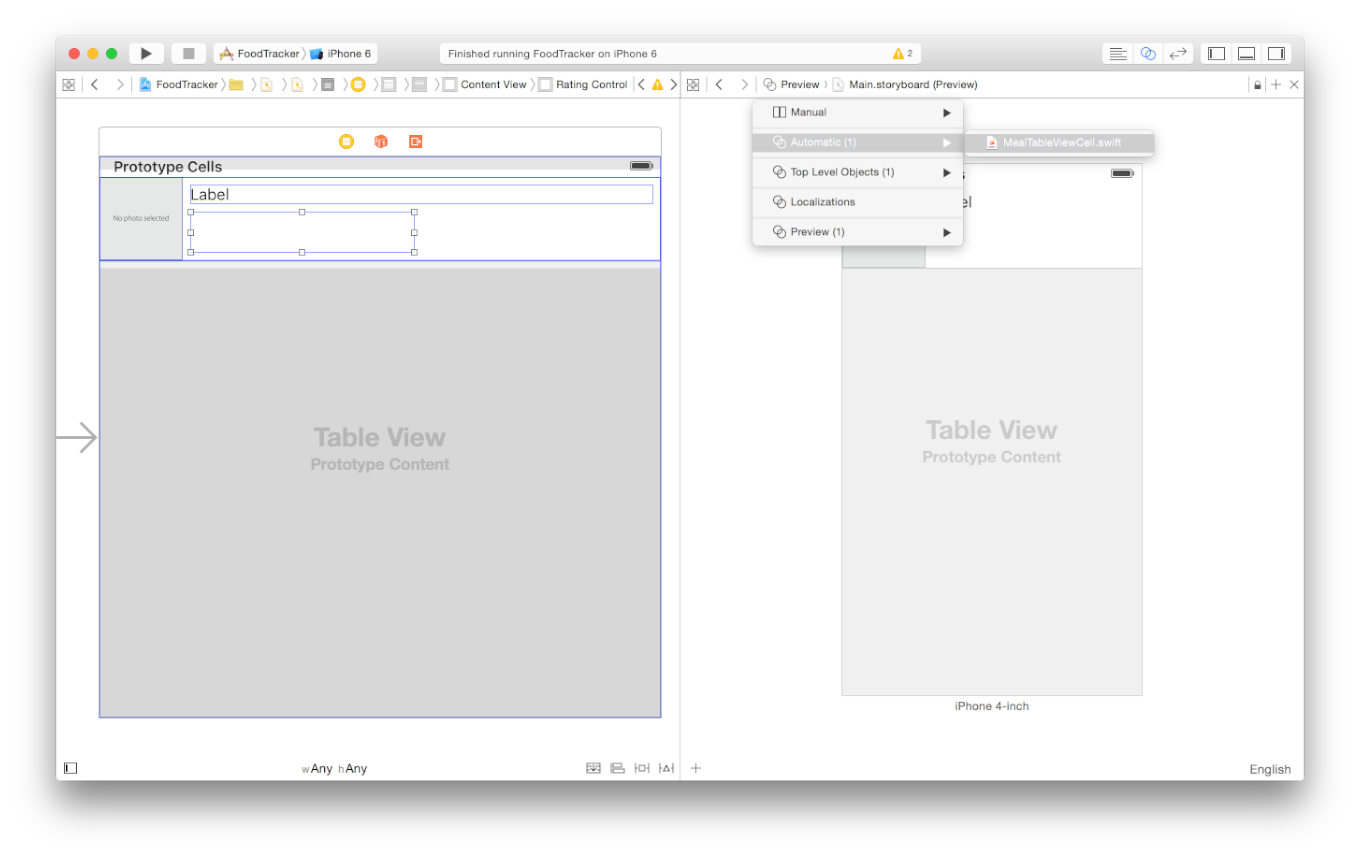 FoodTracker iPhone 6 Finished running FoodTracker on iPhone 6 2
FoodTracker Content View Rating Control Preview Main.storyboard (Preview)
Manual
Automatic (1) MealTableViewCell.swift
Top Level Objects (1)
Localizations
Preview (1)
Prototype Cells
Label
No photo selected
Table View
Prototype Content
Table View
Prototype Content
iPhone 4-inch
wAny hAny
English